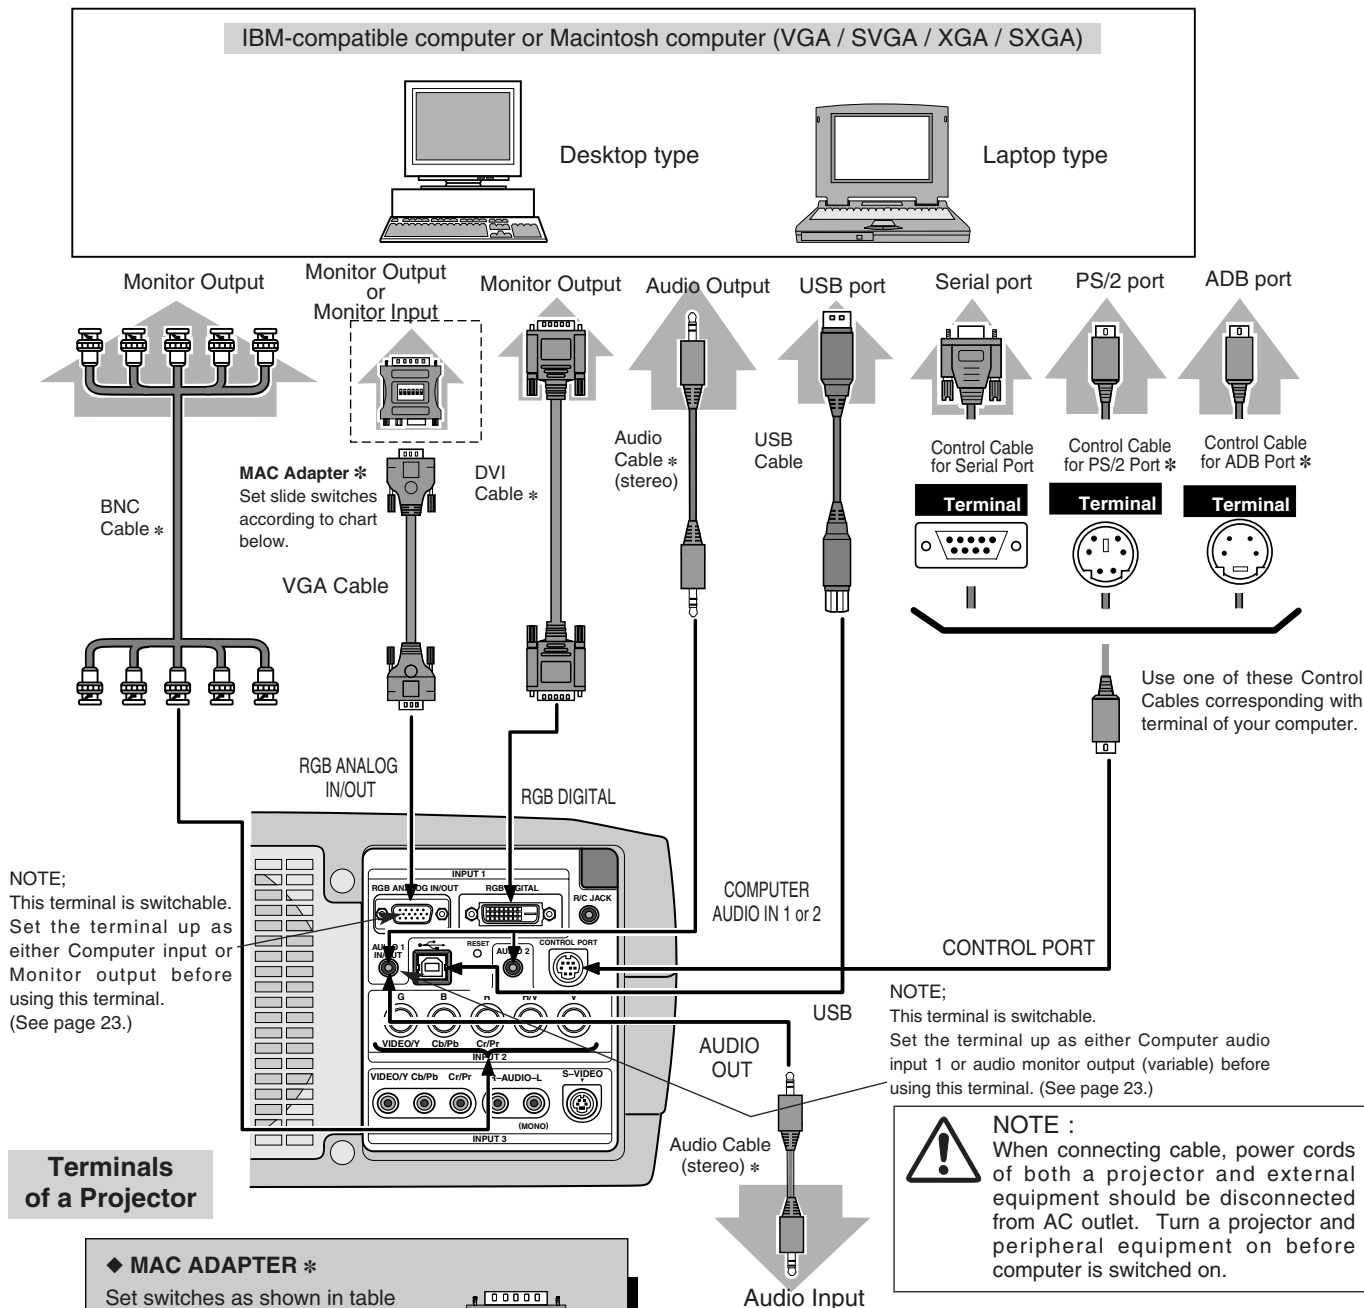 IBM-compatible computer or Macintosh computer (VGA / SVGA / XGA / SXGA)
Desktop type
Laptop type
Monitor Output
Monitor Output
or
Monitor Input
Monitor Output
Audio Output
USB port
Serial port
PS/2 port
ADB port
BNC
Cable *
MAC Adapter *
Set slide switches
according to chart
below.
VGA Cable
DVI
Cable *
Audio
Cable *
(stereo)
USB
Cable
Control Cable
for Serial Port
Control Cable
for PS/2 Port *
Control Cable
for ADB Port *
Terminal
Terminal
Terminal
Use one of these Control
Cables corresponding with
terminal of your computer.
RGB ANALOG
IN/OUT
RGB DIGITAL
COMPUTER
AUDIO IN 1 or 2
CONTROL PORT
USB
AUDIO
OUT
NOTE;
This terminal is switchable.
Set the terminal up as
either Computer input or
Monitor output before
using this terminal.
(See page 23.)
INPUT 1
RGB ANALOG IN/OUT
RGB DIGITAL
R/C JACK
AUDIO 1
IN/OUT
RESET
AUDIO 2
CONTROL PORT
G
B
R
H/V
V
VIDEO/Y
Cb/Pb
Cr/Pr
INPUT 2
VIDEO/Y
Cb/Pb
Cr/Pr
R–AUDIO–L
S–VIDEO
(MONO)
INPUT 3
NOTE;
This terminal is switchable.
Set the terminal up as either Computer audio
input 1 or audio monitor output (variable) before
using this terminal. (See page 23.)
Audio Cable
(stereo) *
Audio Input
NOTE :
When connecting cable, power cords
of both a projector and external
equipment should be disconnected
from AC outlet. Turn a projector and
peripheral equipment on before
computer is switched on.
Terminals
of a Projector
◆ MAC ADAPTER *
Set switches as shown in table